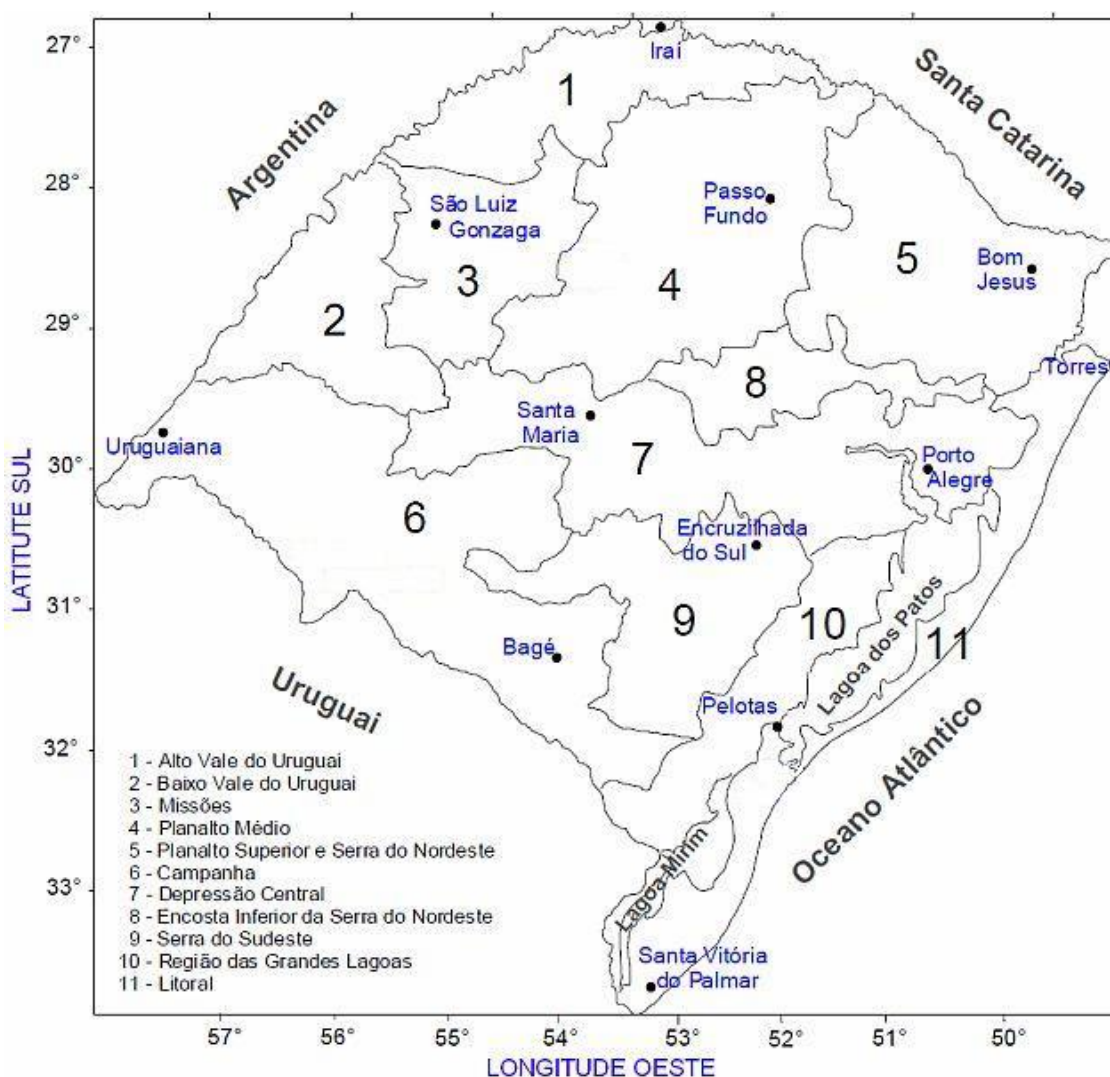 27°
Iraí
Santa Catarina
1
Argentina
28°
São Luiz
Gonzaga
Passo
Fundo
5
Bom
Jesus
3
4
2
29°
8
Torres
Santa
Maria
Uruguaiana
7
Porto
Alegre
30°
6
Encruzilhada
do Sul
LATITUTE SUL
31°
9
10
Lagoa dos Patos
11
Bagé
Uruguai
Pelotas
32°
Oceano Atlântico
1 - Alto Vale do Uruguai
2 - Baixo Vale do Uruguai
3 - Missões
4 - Planalto Médio
5 - Planalto Superior e Serra do Nordeste
6 - Campanha
7 - Depressão Central
8 - Encosta Inferior da Serra do Nordeste
9 - Serra do Sudeste
10 - Região das Grandes Lagoas
11 - Litoral
Lagoa Mirim
33°
Santa Vitória
do Palmar
57° 56° 55° 54° 53° 52° 51° 50°
LONGITUDE OESTE